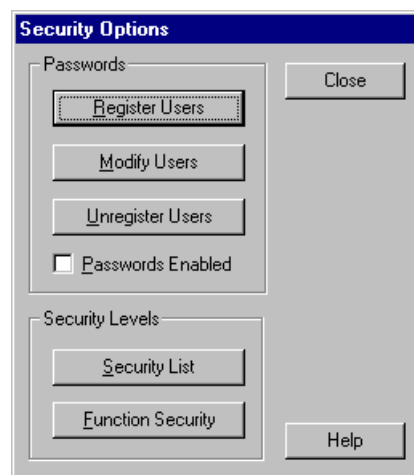 Security Options
Passwords
Close
Register Users
Modify Users
Unregister Users
Passwords Enabled
Security Levels
Security List
Function Security
Help